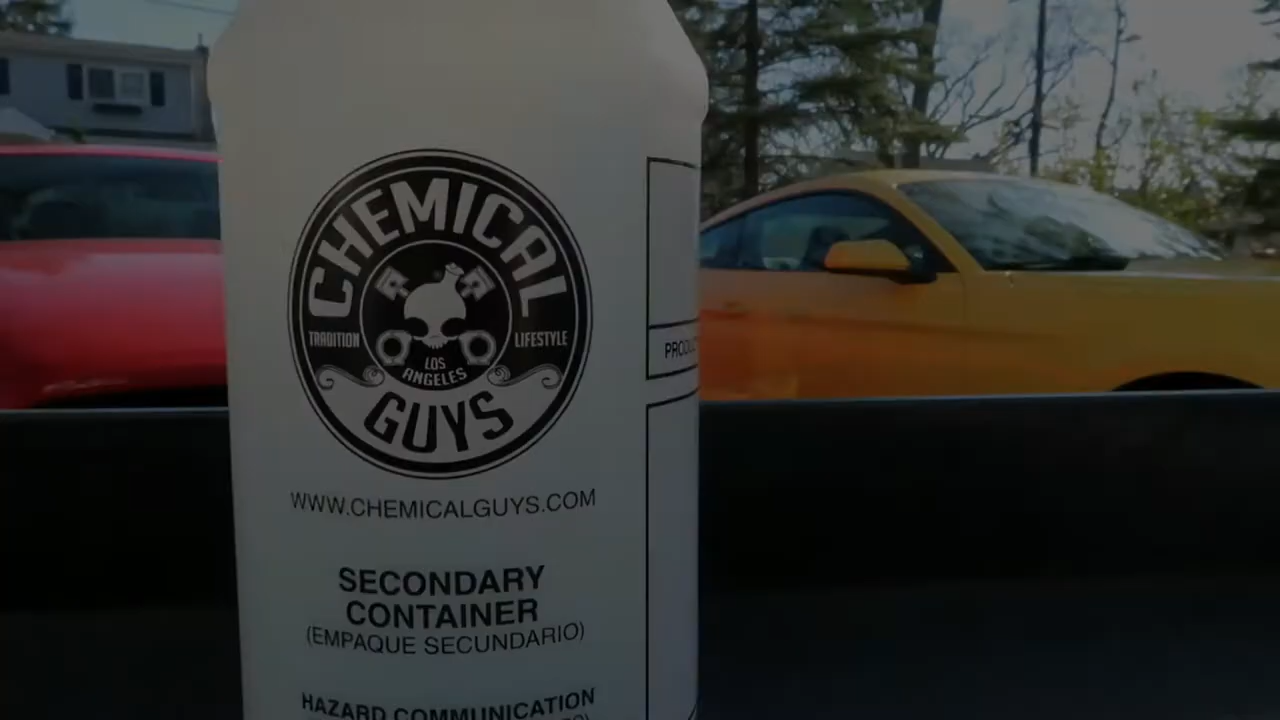 CHEMICAL
TRADITION
LIFESTYLE
LOS
ANGELES
GUYS
WWW.CHEMICALGUYS.COM
SECONDARY
CONTAINER
(EMPAQUE SECUNDARIO)
HAZARD COMMUNICATION